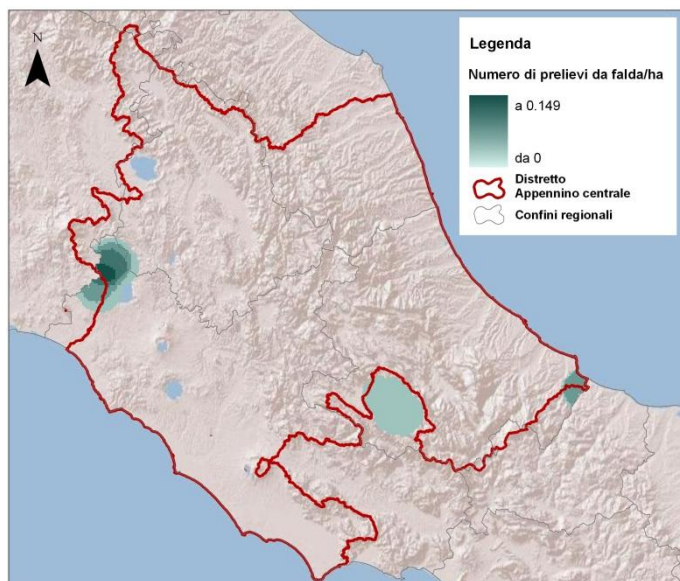 N
Legenda
Numero di prelievi da falda/ha
a 0.149
da 0
Distretto
Appennino centrale
Confini regionali